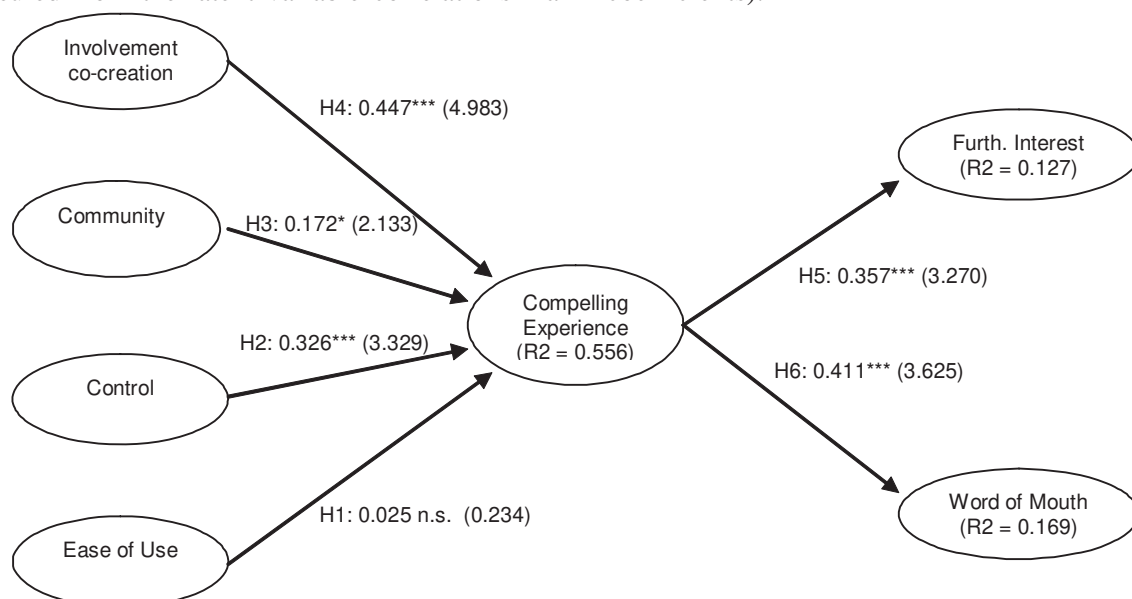 Involvement
co-creation
H4: 0.447*** (4.983)
Furth. Interest
(R2 = 0.127)
Community
H3: 0.172* (2.133)
H5: 0.357*** (3.270)
Compelling
Experience
(R2 = 0.556)
H2: 0.326*** (3.329)
H6: 0.411*** (3.625)
Control
Word of Mouth
(R2 = 0.169)
H1: 0.025 n.s. (0.234)
Ease of Use